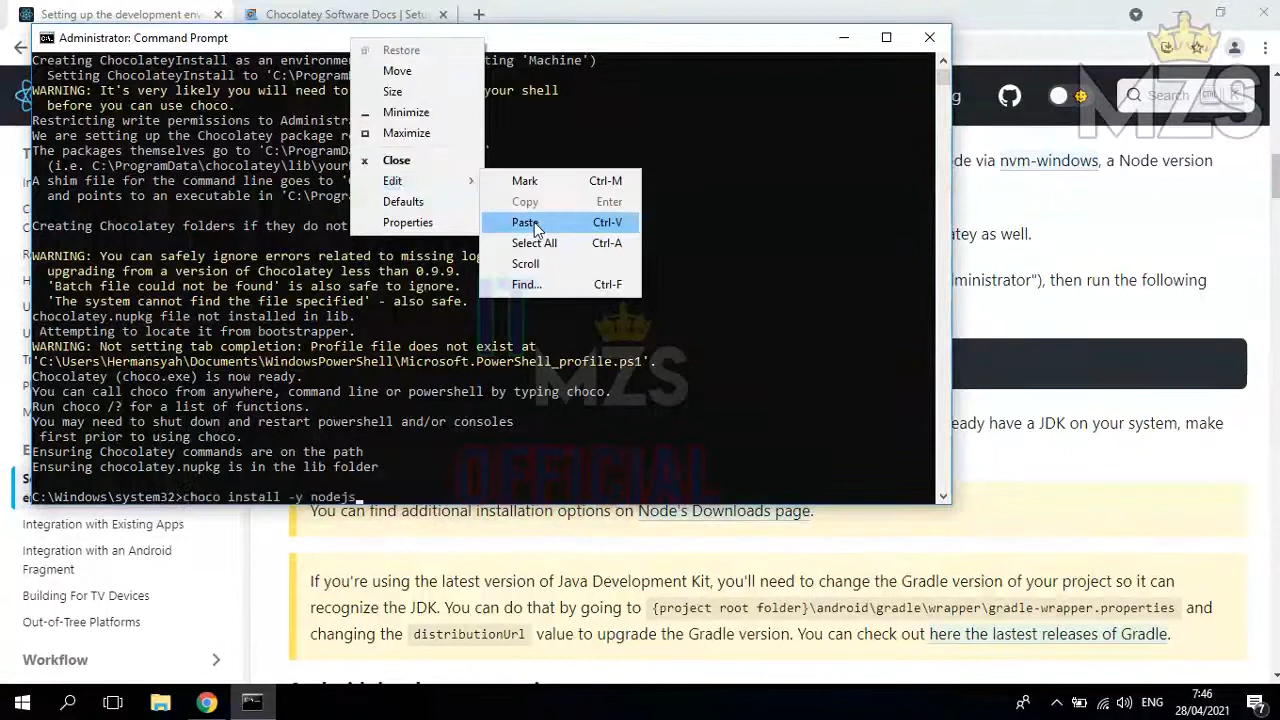 Setting up the development env
Chocolatey Software Docs | Setu
Administrator: Command Prompt
Creating ChocolateyInstall as an environme
ting 'Machine')
Setting ChocolateyInstall to 'C:\ProgramD
WARNING: It's very likely you will need to
your shell
before you can use choco.
Restricting write permissions to Administra
We are setting up the Chocolatey package re
The packages themselves go to 'C:\ProgramDa
(i.e. C:\ProgramData\chocolatey\lib\your
A shim file for the command line goes to '
and points to an executable in 'C:\Prog
Creating Chocolatey folders if they do not
WARNING: You can safely ignore errors related to missing log
upgrading from a version of Chocolatey less than 0.9.9.
'Batch file could not be found' is also safe to ignore.
'The system cannot find the file specified' - also safe.
chocolatey.nupkg file not installed in lib.
Attempting to locate it from bootstrapper.
WARNING: Not setting tab completion: Profile file does not exist at
'C:\Users\Hermansyah\Documents\WindowsPowerShell\Microsoft.PowerShell_profile.ps1'.
Chocolatey (choco.exe) is now ready.
You can call choco from anywhere, command line or powershell by typing choco.
Run choco /? for a list of functions.
You may need to shut down and restart powershell and/or consoles
first prior to using choco.
Ensuring Chocolatey commands are on the path
Ensuring chocolatey.nupkg is in the lib folder
C:\Windows\system32>choco install -y nodejs
Restore
Move
Size
Minimize
Maximize
Close
Edit
Defaults
Properties
Mark Ctrl-M
Copy Enter
Paste Ctrl-V
Select All Ctrl-A
Scroll
Find... Ctrl-F
Search Ctrl K
MZS
ode via nvm-windows, a Node version
atey as well.
dministrator"), then run the following
eady have a JDK on your system, make
MZS
OFFICIAL
You can find additional installation options on Node's Downloads page.
If you're using the latest version of Java Development Kit, you'll need to change the Gradle version of your project so it can
recognize the JDK. You can do that by going to {project root folder}\android\gradle\wrapper\gradle-wrapper.properties and
changing the distributionUrl value to upgrade the Gradle version. You can check out here the lastest releases of Gradle.
Integration with Existing Apps
Integration with an Android
Fragment
Building For TV Devices
Out-of-Tree Platforms
Workflow
ENG
7:46
28/04/2021
7